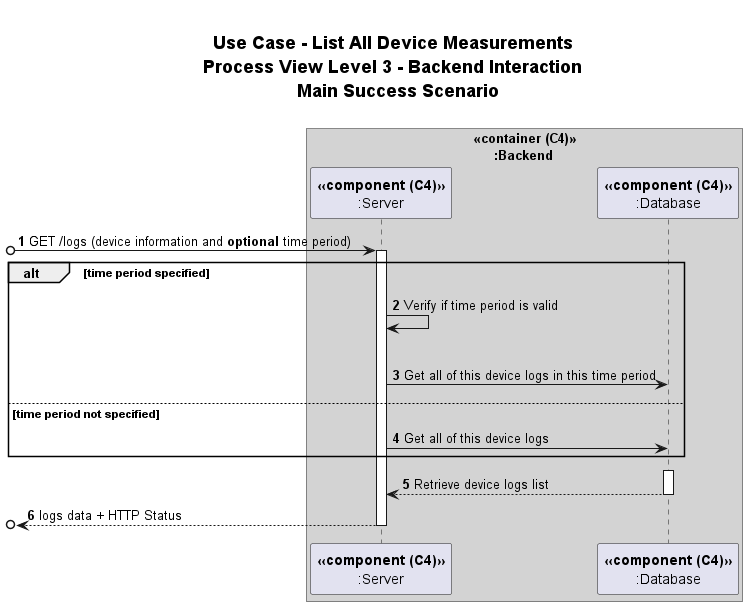 Use Case - List All Device Measurements
Process View Level 3 - Backend Interaction
Main Success Scenario
«container (C4)»
:Backend
«component (C4)»
:Server
«component (C4)»
:Database
1 GET /logs (device information and optional time period)
alt [time period specified]
2 Verify if time period is valid
3 Get all of this device logs in this time period
[time period not specified]
4 Get all of this device logs
5 Retrieve device logs list
6 logs data + HTTP Status
«component (C4)»
:Server
«component (C4)»
:Database